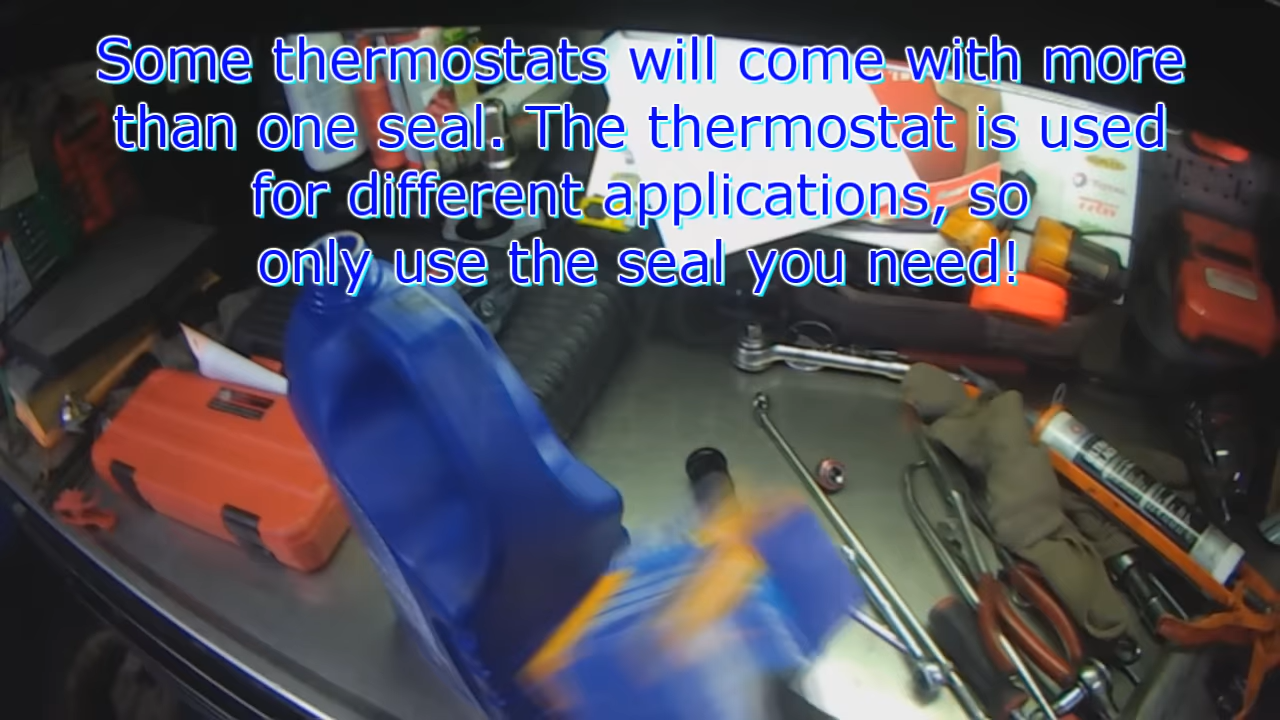 Some thermostats will come with more
than one seal. The thermostat is used
for different applications, so
only use the seal you need!
TRW